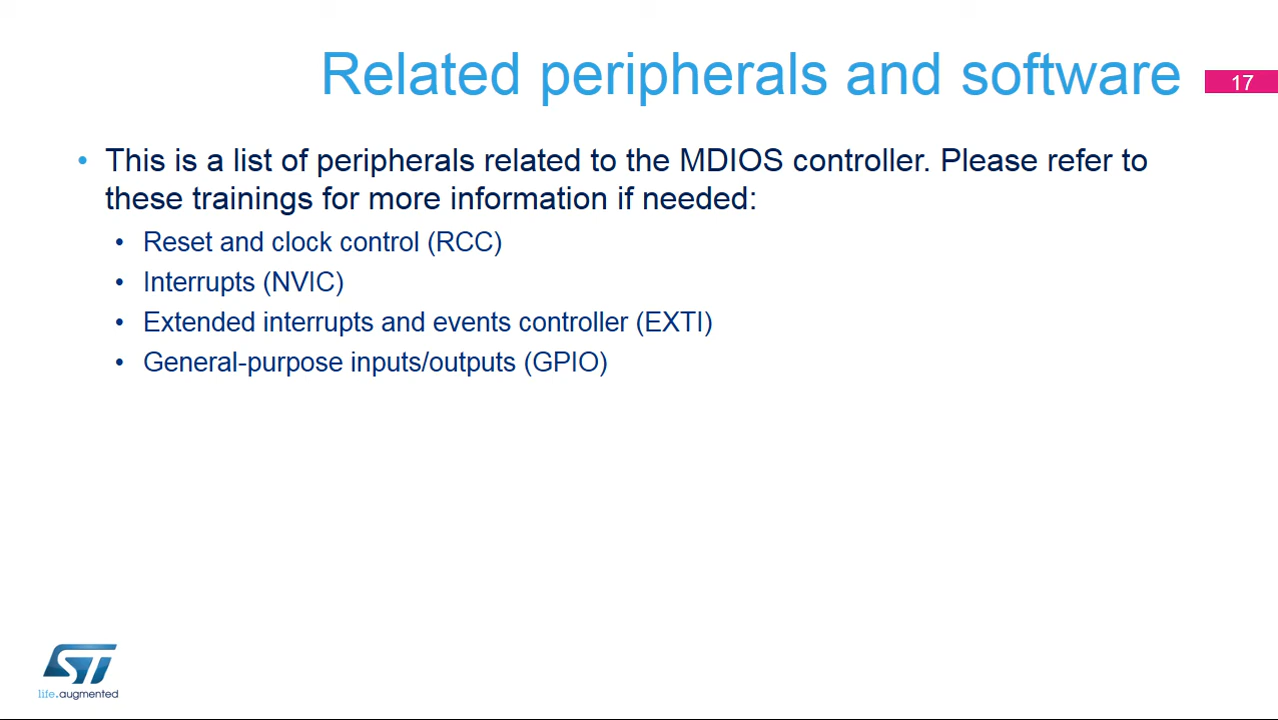 Related peripherals and software
17
• This is a list of peripherals related to the MDIOS controller. Please refer to
these trainings for more information if needed:
• Reset and clock control (RCC)
• Interrupts (NVIC)
• Extended interrupts and events controller (EXTI)
• General-purpose inputs/outputs (GPIO)
ST
life.augmented